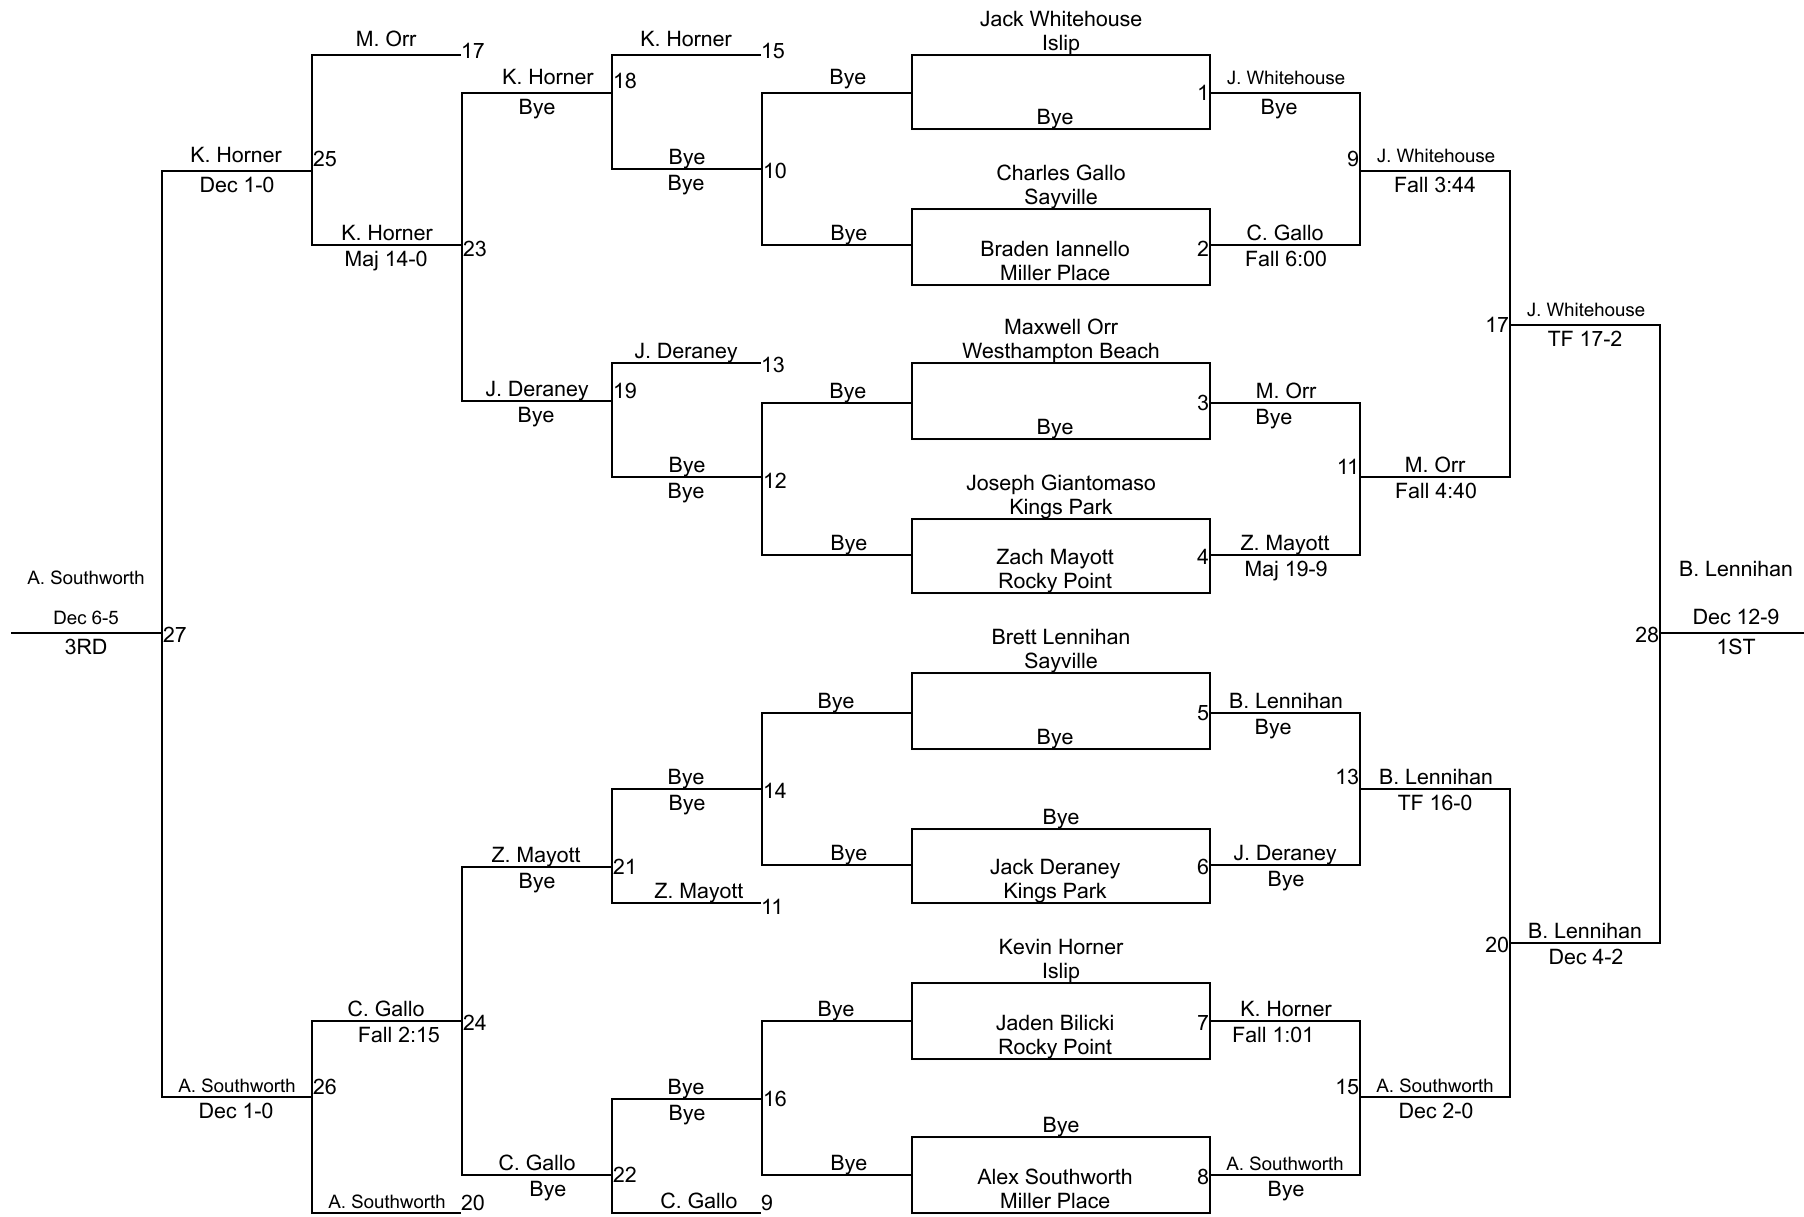 Jack Whitehouse
Islip
M. Orr
17
K. Horner
15
K. Horner
18
Bye
Bye
1
J. Whitehouse
Bye
Bye
K. Horner
25
Dec 1-0
Bye
10
Bye
9
J. Whitehouse
Fall 3:44
Charles Gallo
Sayville
K. Horner
23
Maj 14-0
Bye
Braden Iannello
Miller Place
2
C. Gallo
Fall 6:00
Maxwell Orr
Westhampton Beach
17
J. Whitehouse
TF 17-2
J. Deraney
13
J. Deraney
19
Bye
Bye
3
M. Orr
Bye
Bye
Bye
12
Bye
11
M. Orr
Fall 4:40
Joseph Giantomaso
Kings Park
Bye
Zach Mayott
Rocky Point
4
Z. Mayott
Maj 19-9
A. Southworth
Dec 6-5
3RD
27
B. Lennihan
Dec 12-9
1ST
28
Brett Lennihan
Sayville
Bye
5
B. Lennihan
Bye
Bye
Bye
14
Bye
13
B. Lennihan
TF 16-0
Bye
Z. Mayott
21
Bye
Bye
Jack Deraney
Kings Park
6
J. Deraney
Bye
Z. Mayott
11
Kevin Horner
Islip
20
B. Lennihan
Dec 4-2
C. Gallo
24
Fall 2:15
Bye
Jaden Bilicki
Rocky Point
7
K. Horner
Fall 1:01
A. Southworth
26
Dec 1-0
Bye
16
Bye
15
A. Southworth
Dec 2-0
Bye
C. Gallo
22
Bye
Bye
Alex Southworth
Miller Place
8
A. Southworth
Bye
A. Southworth
20
C. Gallo
9